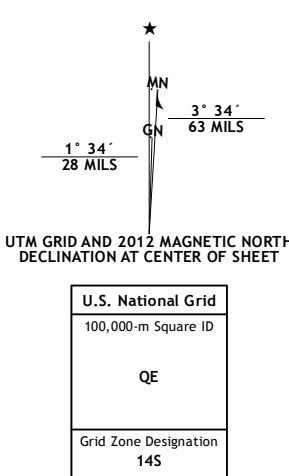 ★
MN
3° 34´
63 MILS
GN
1° 34´
28 MILS
UTM GRID AND 2012 MAGNETIC NORTH
DECLINATION AT CENTER OF SHEET
U.S. National Grid
100,000-m Square ID
QE
Grid Zone Designation
14S